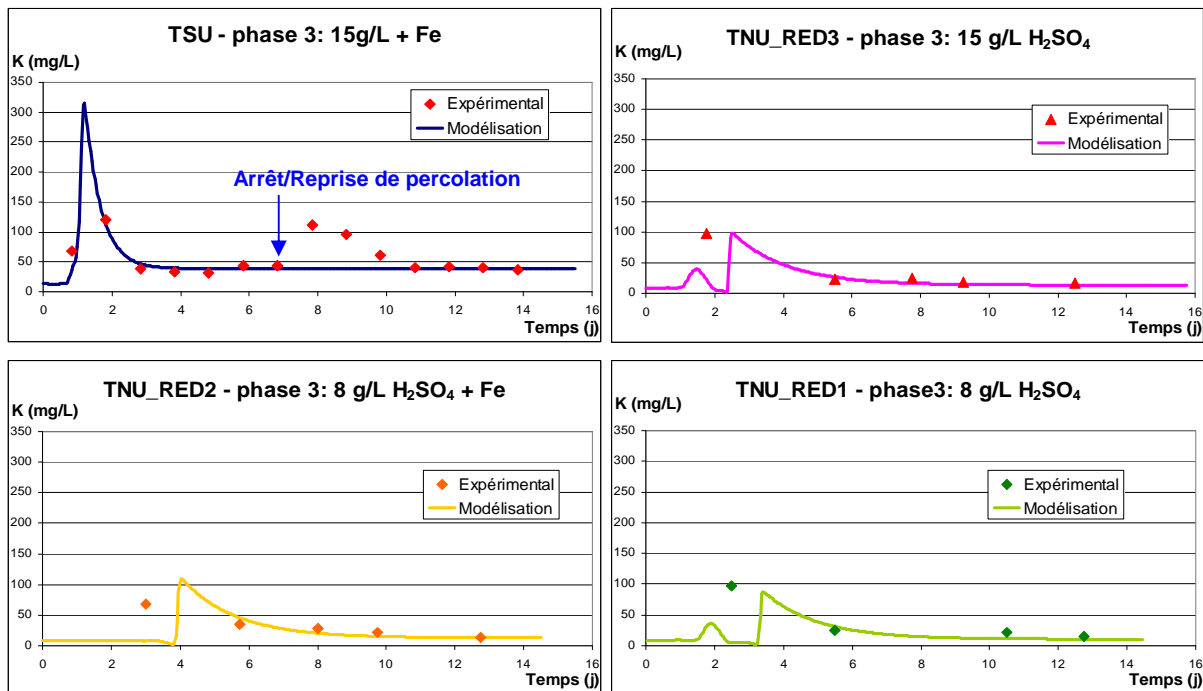 TSU - phase 3: 15g/L + Fe
K (mg/L)
350
300
250
200
150
100
50
0
Expérimental
Modélisation
Arrêt/Reprise de percolation
0 2 4 6 8 10 12 14 16
Temps (j)
TNU_RED3 - phase 3: 15 g/L H₂SO₄
K (mg/L)
350
300
250
200
150
100
50
0
Expérimental
Modélisation
0 2 4 6 8 10 12 14 16
Temps (j)
TNU_RED2 - phase 3: 8 g/L H₂SO₄ + Fe
K (mg/L)
350
300
250
200
150
100
50
0
Expérimental
Modélisation
0 2 4 6 8 10 12 14 16
Temps (j)
TNU_RED1 - phase3: 8 g/L H₂SO₄
K (mg/L)
350
300
250
200
150
100
50
0
Expérimental
Modélisation
0 2 4 6 8 10 12 14 16
Temps (j)